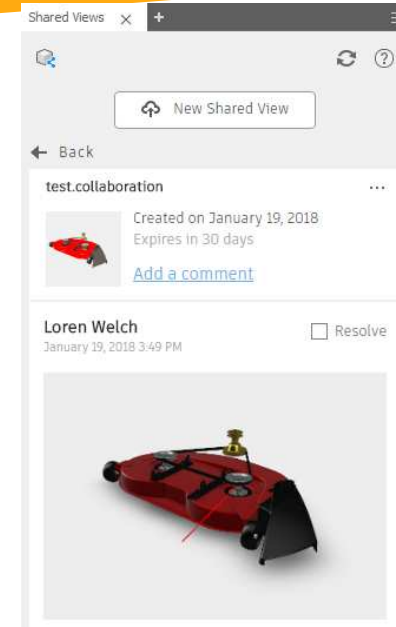 Shared Views
New Shared View
Back
test.collaboration
Created on January 19, 2018
Expires in 30 days
Add a comment
Loren Welch
Resolve
January 19, 2018 3:49 PM